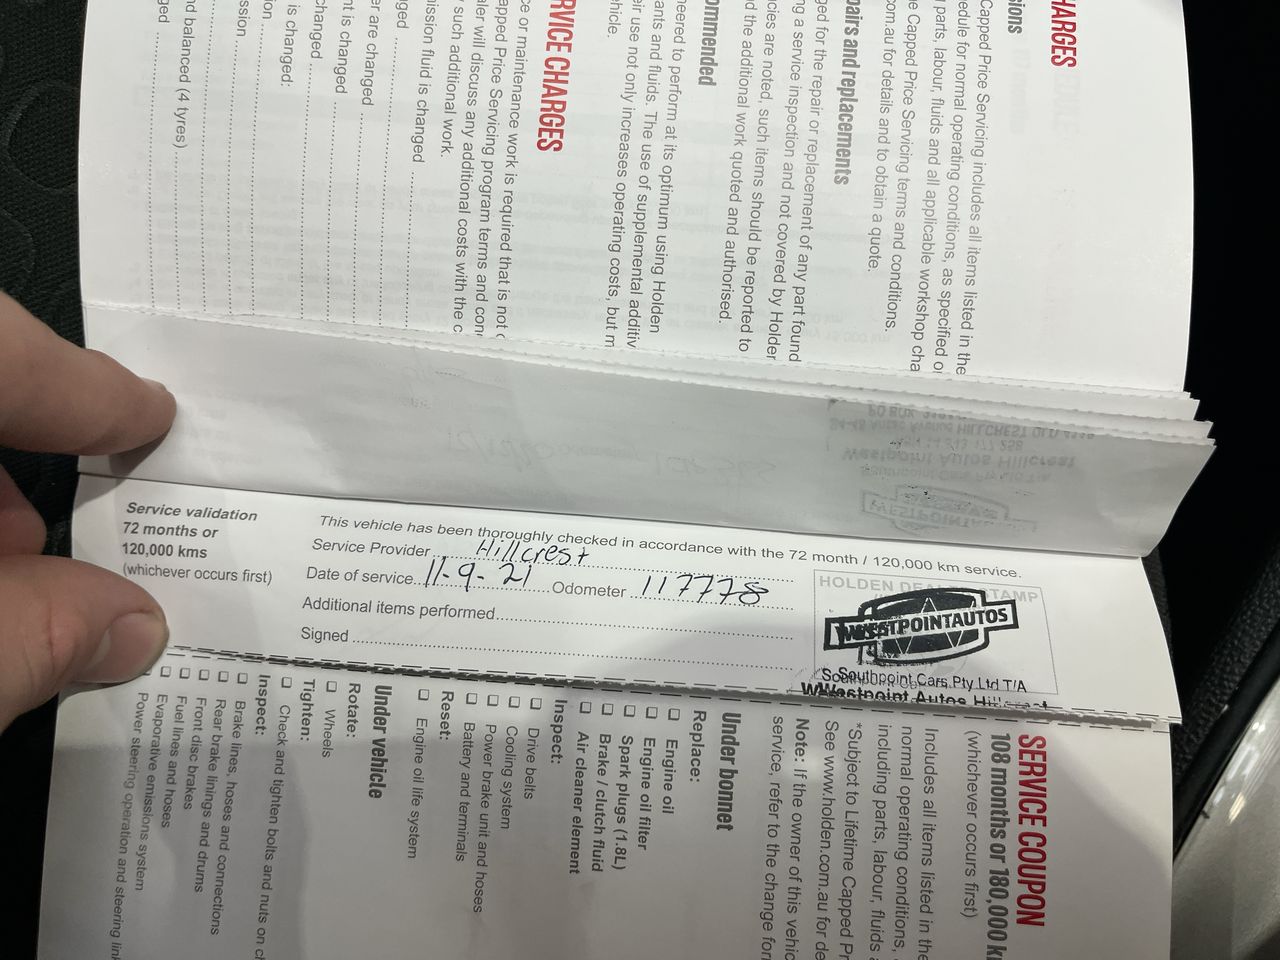 CHARGES
Capped Price Servicing includes all items listed in the
edule for normal operating conditions, as specified o
parts, labour, fluids and all applicable workshop cha
e Capped Price Servicing terms and conditions.
com.au for details and to obtain a quote.
pairs and replacements
ged for the repair or replacement of any part found
ng a service inspection and not covered by Holder
cies are noted, such items should be reported to
d the additional work quoted and authorised.
ommended
neered to perform at its optimum using Holden
ants and fluids. The use of supplemental additiv
eir use not only increases operating costs, but m
hicle.
RVICE CHARGES
ce or maintenance work is required that is not c
apped Price Servicing program terms and con
aler will discuss any additional costs with the c
y such additional work.
mission fluid is changed
nged
er are changed
nt is changed
changed
is changed:
ion
ssion
nd balanced (4 tyres)
ged
Service validation
72 months or
120,000 kms
(whichever occurs first)
This vehicle has been thoroughly checked in accordance with the 72 month / 120,000 km service.
Service Provider Hillcrest
Date of service 11-9-21 Odometer 117778
Additional items performed
Signed
HOLDEN DEALER STAMP
WESTPOINTAUTOS
Southpoint Cars Pty Ltd T/A
Westpoint Autos Hillcrest
SERVICE COUPON
108 months or 180,000 k
(whichever occurs first)
Includes all items listed in the
normal operating conditions,
including parts, labour, fluids
*Subject to Lifetime Capped Pr
See www.holden.com.au for de
Note: If the owner of this vehic
service, refer to the change for
Under bonnet
Replace:
❑ Engine oil
❑ Engine oil filter
❑ Spark plugs (1.8L)
❑ Brake / clutch fluid
❑ Air cleaner element
Inspect:
❑ Drive belts
❑ Cooling system
❑ Power brake unit and hoses
❑ Battery and terminals
Reset:
❑ Engine oil life system
Under vehicle
Rotate:
❑ Wheels
Tighten:
❑ Check and tighten bolts and nuts on ch
Inspect:
❑ Brake lines, hoses and connections
❑ Rear brake linings and drums
❑ Front disc brakes
❑ Fuel lines and hoses
❑ Evaporative emissions system
❑ Power steering operation and steering link